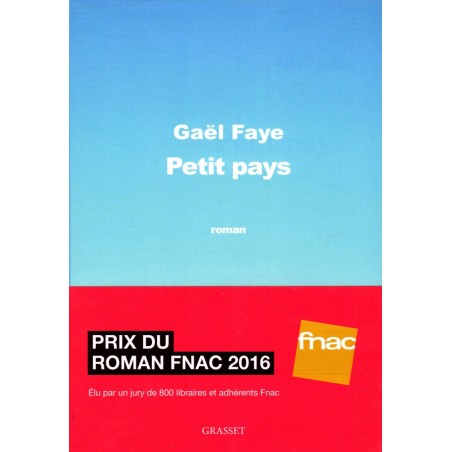 Gaël Faye
Petit pays
roman
PRIX DU
ROMAN FNAC 2016
fnac
Élu par un jury de 800 libraires et adhérents Fnac
GRASSET